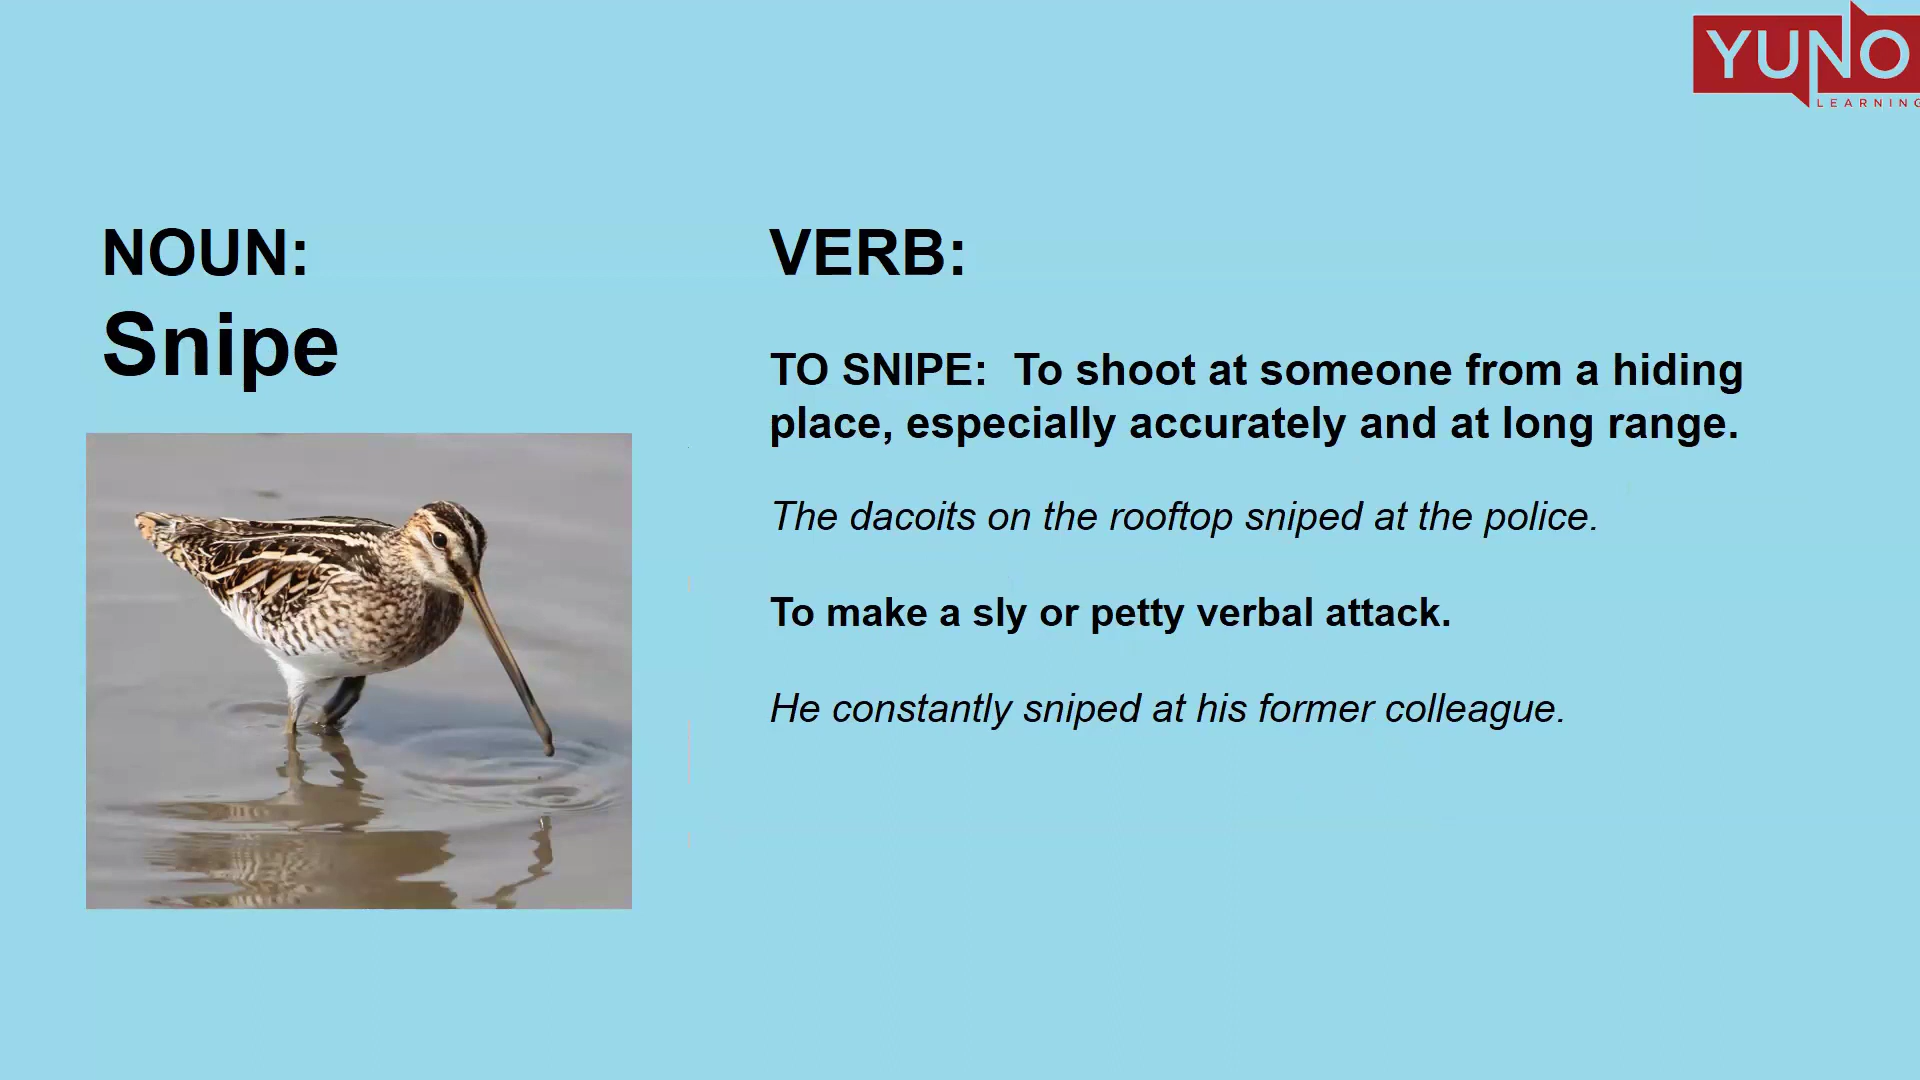 YUNO
LEARNING
NOUN:
Snipe
VERB:
TO SNIPE: To shoot at someone from a hiding
place, especially accurately and at long range.
The dacoits on the rooftop sniped at the police.
To make a sly or petty verbal attack.
He constantly sniped at his former colleague.